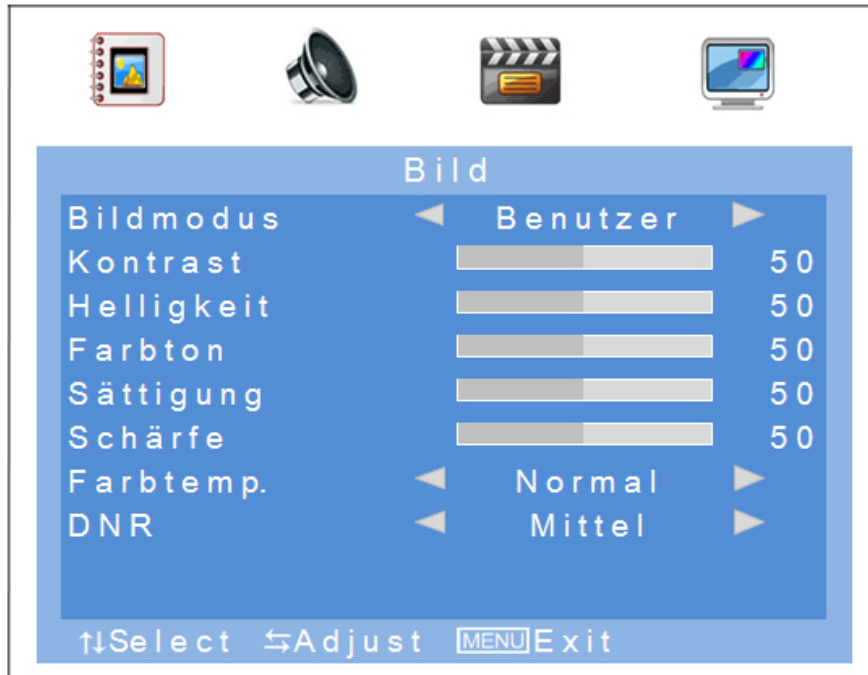 Bild
Bildmodus Benutzer
Kontrast 50
Helligkeit 50
Farbton 50
Sättigung 50
Schärfe 50
Farbtemp. Normal
DNR Mittel
↑↓Select ⇆Adjust MENU Exit